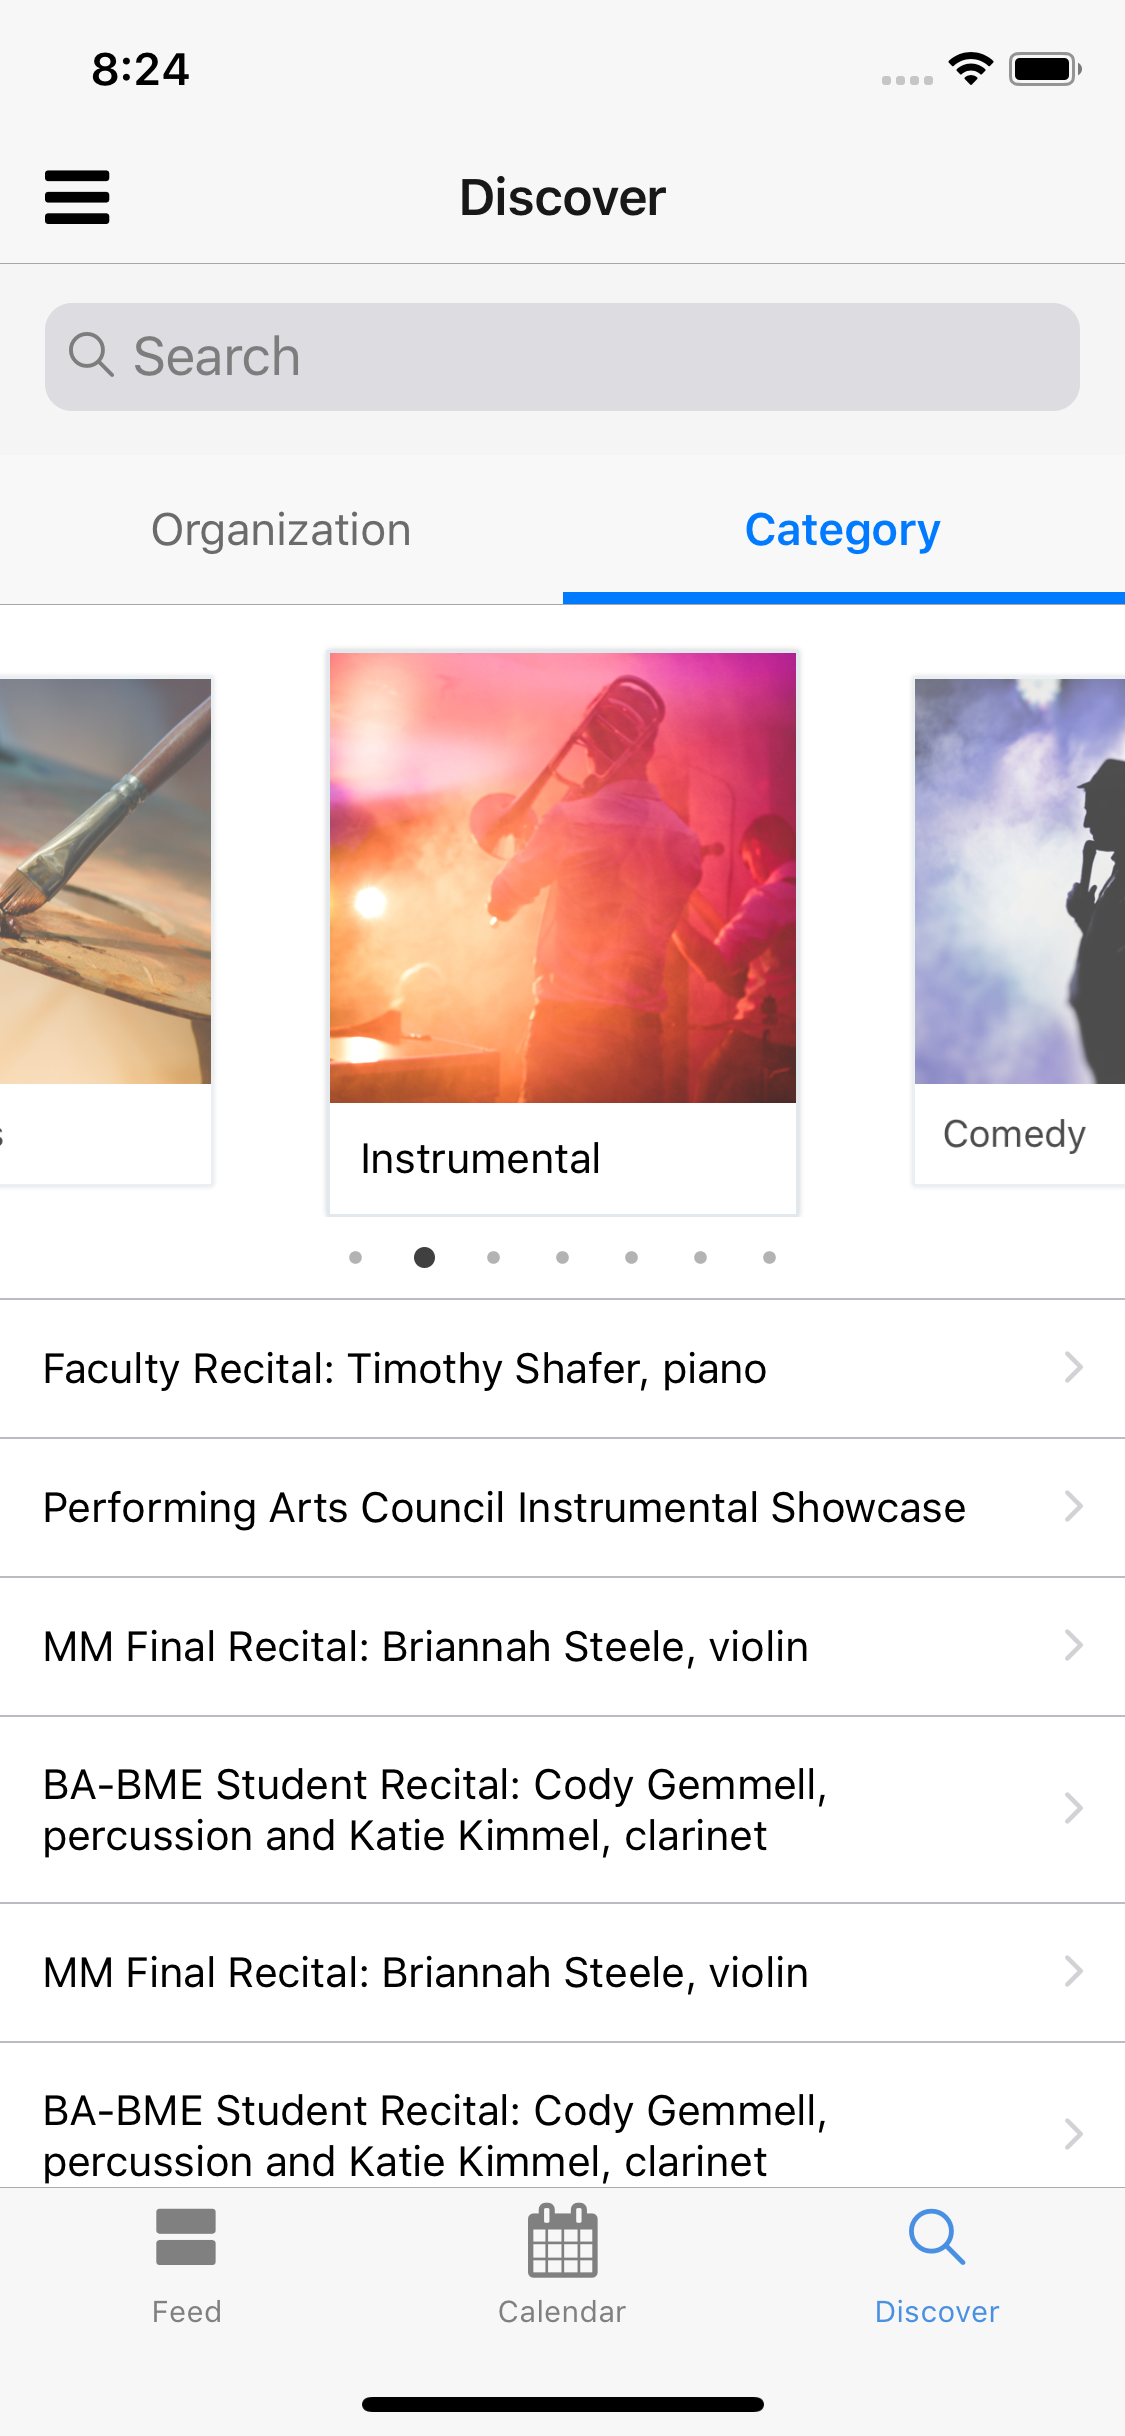 8:24
Discover
Search
Organization
Category
s
Instrumental
Comedy
Faculty Recital: Timothy Shafer, piano
Performing Arts Council Instrumental Showcase
MM Final Recital: Briannah Steele, violin
BA-BME Student Recital: Cody Gemmell,
percussion and Katie Kimmel, clarinet
MM Final Recital: Briannah Steele, violin
BA-BME Student Recital: Cody Gemmell,
percussion and Katie Kimmel, clarinet
Feed
Calendar
Discover